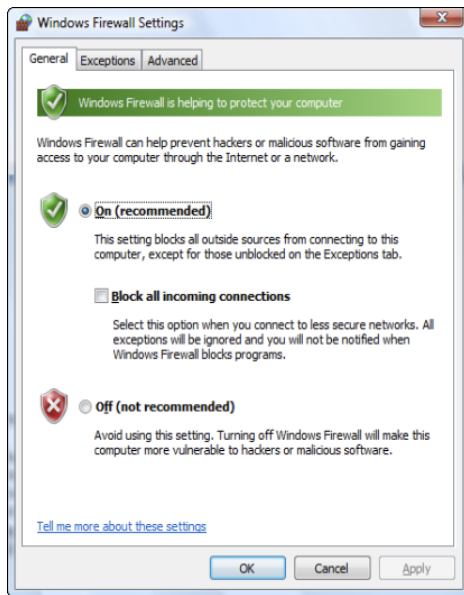 Windows Firewall Settings
General Exceptions Advanced
Windows Firewall is helping to protect your computer
Windows Firewall can help prevent hackers or malicious software from gaining
access to your computer through the Internet or a network.
On (recommended)
This setting blocks all outside sources from connecting to this
computer, except for those unblocked on the Exceptions tab.
Block all incoming connections
Select this option when you connect to less secure networks. All
exceptions will be ignored and you will not be notified when
Windows Firewall blocks programs.
Off (not recommended)
Avoid using this setting. Turning off Windows Firewall will make this
computer more vulnerable to hackers or malicious software.
Tell me more about these settings
OK Cancel Apply